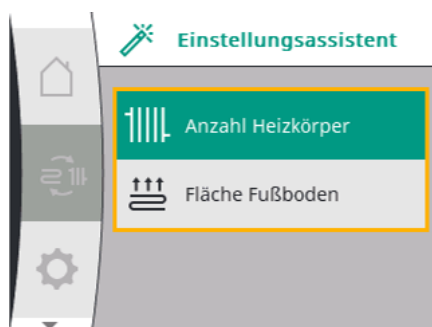 Einstellungsassistent
Anzahl Heizkörper
Fläche Fußboden